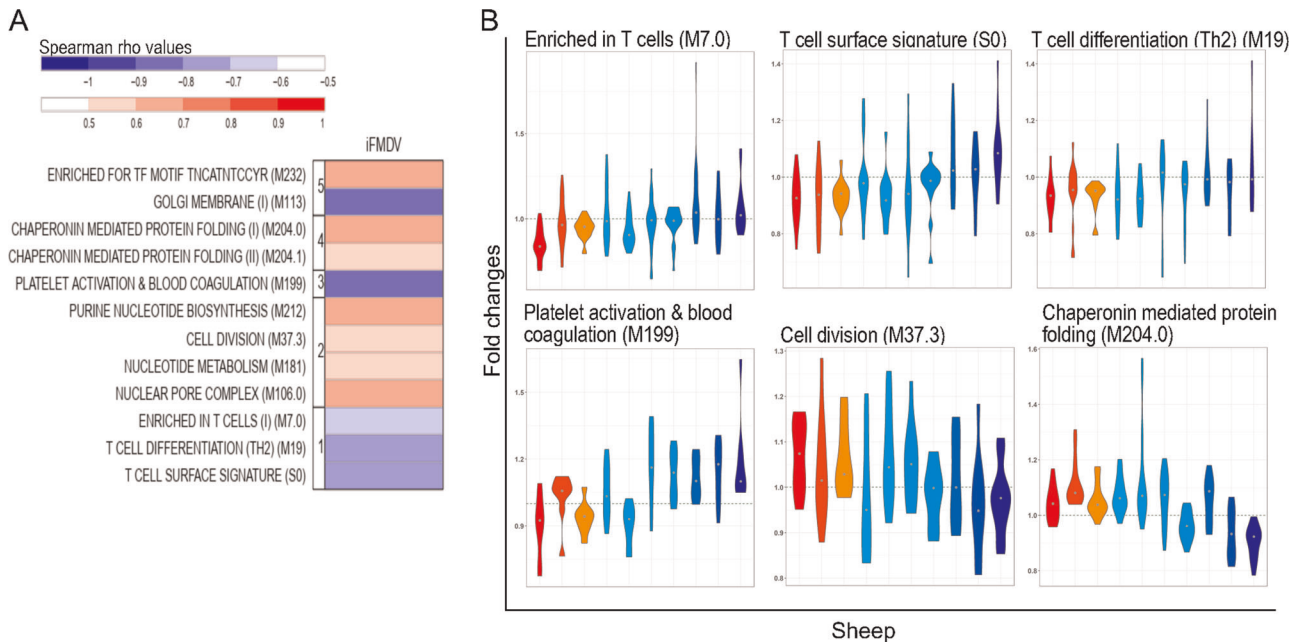 A
Spearman rho values
−1 −0.9 −0.8 −0.7 −0.6 −0.5
0.5 0.6 0.7 0.8 0.9 1
iFMDV
ENRICHED FOR TF MOTIF TNCATNTCCYR (M232)
GOLGI MEMBRANE (I) (M113)
5
CHAPERONIN MEDIATED PROTEIN FOLDING (I) (M204.0)
CHAPERONIN MEDIATED PROTEIN FOLDING (II) (M204.1)
4
PLATELET ACTIVATION & BLOOD COAGULATION (M199)
3
PURINE NUCLEOTIDE BIOSYNTHESIS (M212)
CELL DIVISION (M37.3)
NUCLEOTIDE METABOLISM (M181)
NUCLEAR PORE COMPLEX (M106.0)
2
ENRICHED IN T CELLS (I) (M7.0)
T CELL DIFFERENTIATION (TH2) (M19)
T CELL SURFACE SIGNATURE (S0)
1
B
Fold changes
Enriched in T cells (M7.0)
1.5
1.0
T cell surface signature (S0)
1.4
1.2
1.0
0.8
T cell differentiation (Th2) (M19)
1.4
1.2
1.0
0.8
Platelet activation & blood
coagulation (M199)
1.5
1.2
0.9
Cell division (M37.3)
1.3
1.2
1.1
1.0
0.9
0.8
Chaperonin mediated protein
folding (M204.0)
1.6
1.4
1.2
1.0
0.8
Sheep